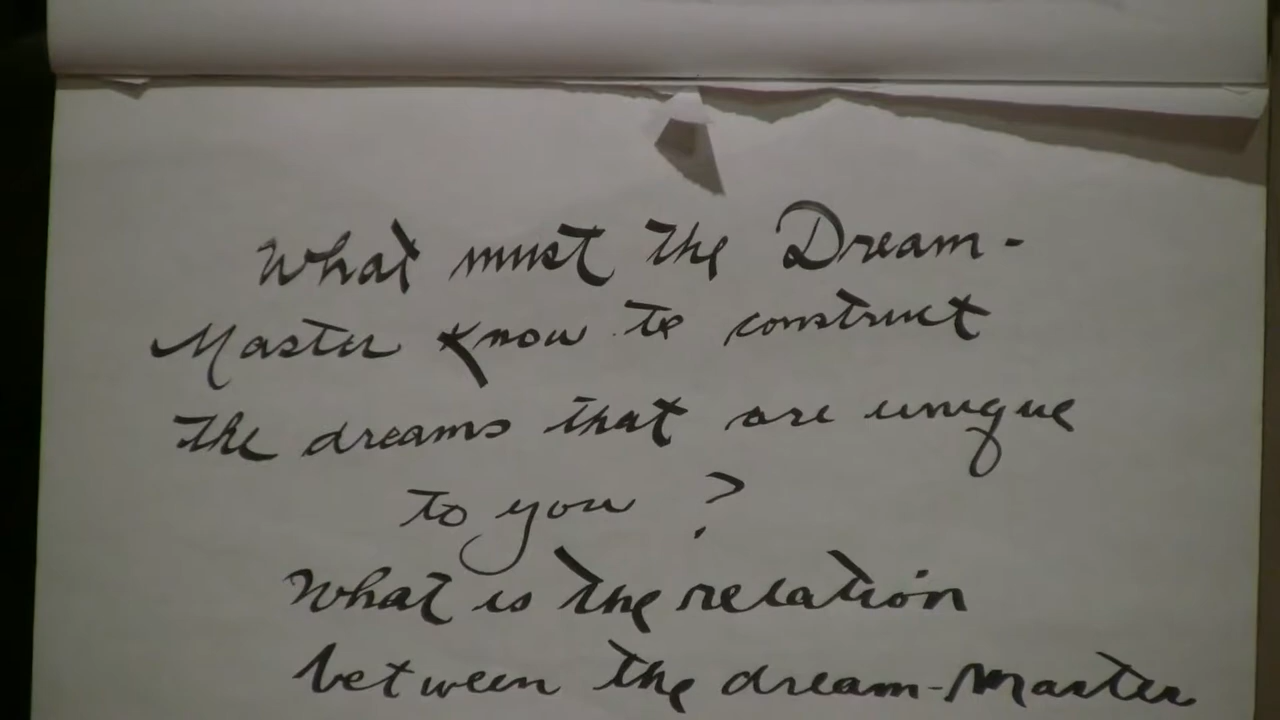 What must the Dream-
Master know to construct
the dreams that are unique
to you ?
What is the relation
between the dream-Master